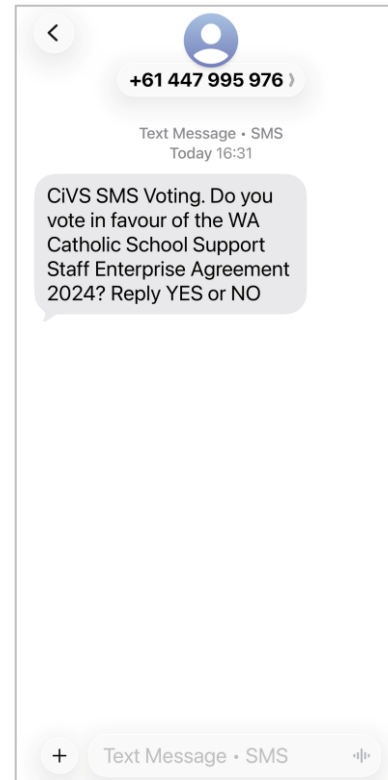 +61 447 995 976 ⟩
Text Message • SMS
Today 16:31
CiVS SMS Voting. Do you
vote in favour of the WA
Catholic School Support
Staff Enterprise Agreement
2024? Reply YES or NO
+ Text Message • SMS